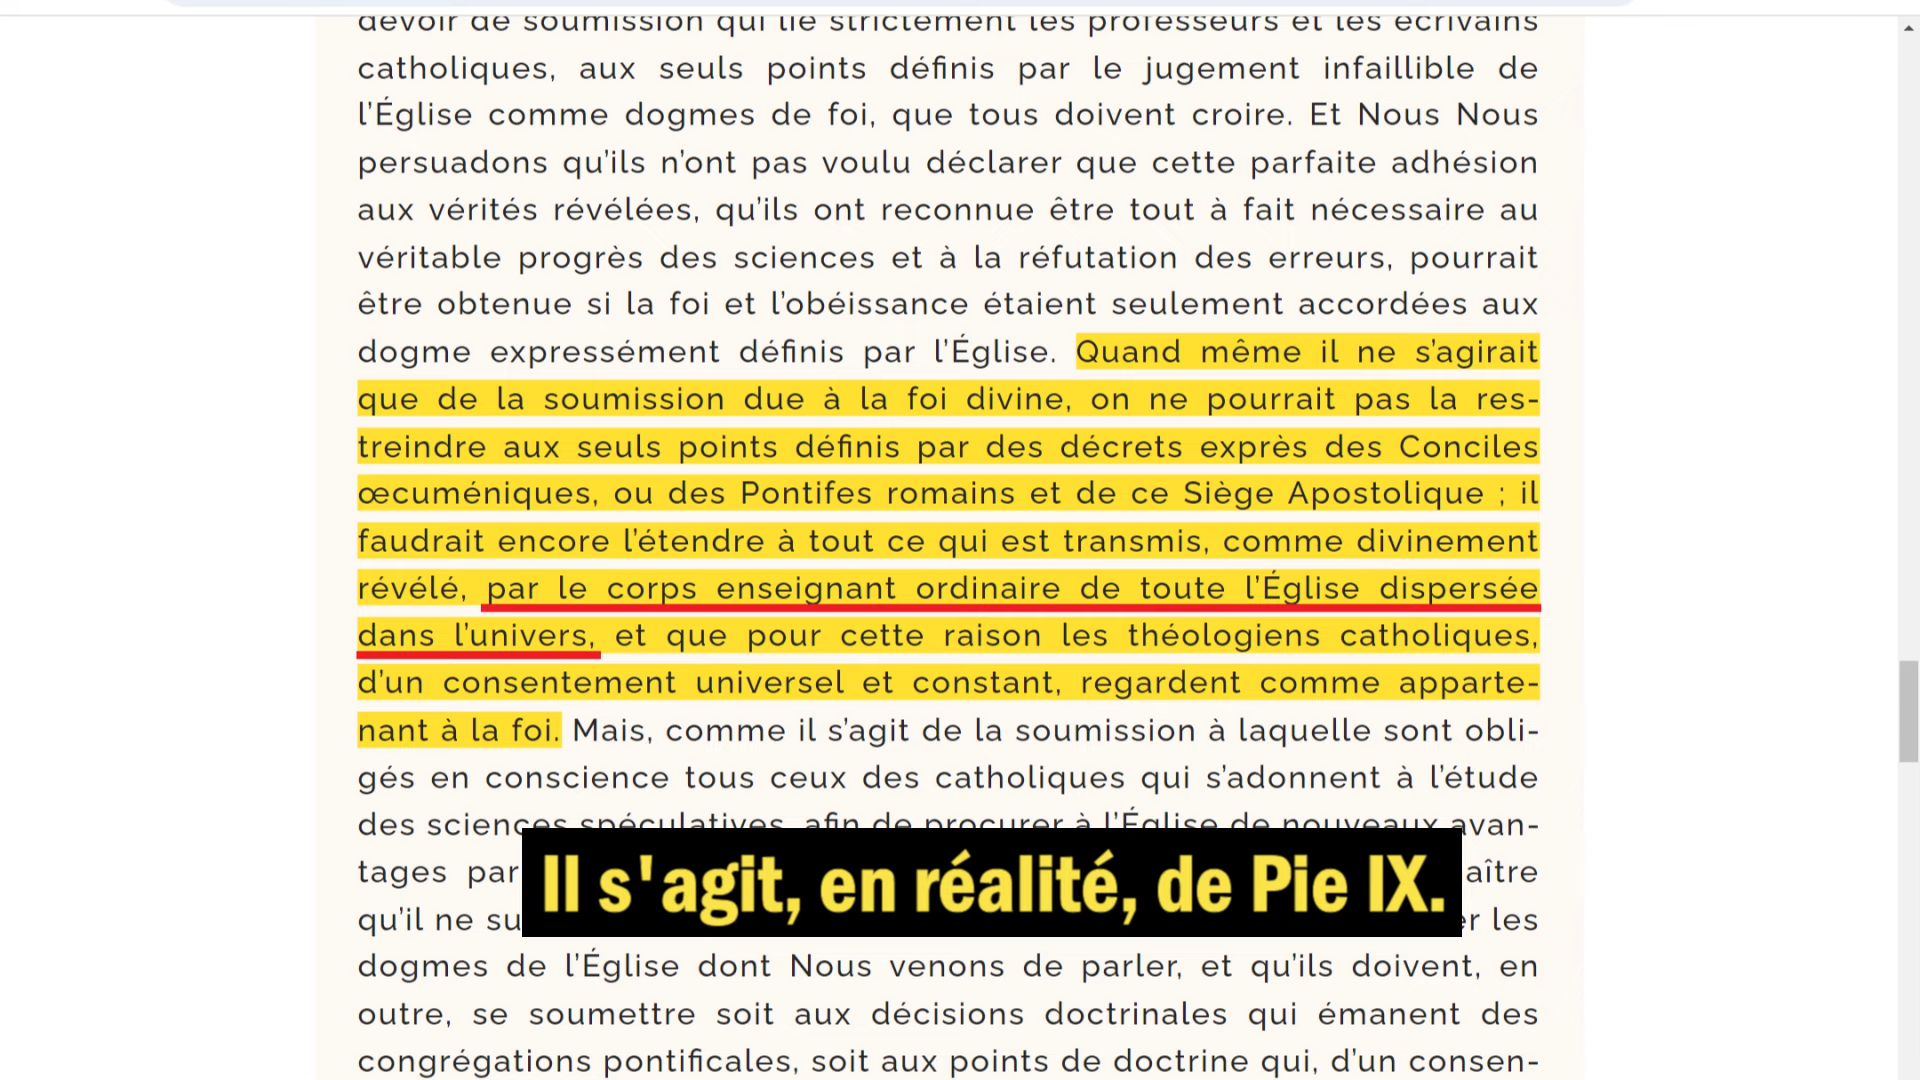 devoir de soumission qui lie strictement les professeurs et les écrivains
catholiques, aux seuls points définis par le jugement infaillible de
l’Église comme dogmes de foi, que tous doivent croire. Et Nous Nous
persuadons qu’ils n’ont pas voulu déclarer que cette parfaite adhésion
aux vérités révélées, qu’ils ont reconnue être tout à fait nécessaire au
véritable progrès des sciences et à la réfutation des erreurs, pourrait
être obtenue si la foi et l’obéissance étaient seulement accordées aux
dogme expressément définis par l’Église. Quand même il ne s’agirait
que de la soumission due à la foi divine, on ne pourrait pas la res-
treindre aux seuls points définis par des décrets exprès des Conciles
œcuméniques, ou des Pontifes romains et de ce Siège Apostolique ; il
faudrait encore l’étendre à tout ce qui est transmis, comme divinement
révélé, par le corps enseignant ordinaire de toute l’Église dispersée
dans l’univers, et que pour cette raison les théologiens catholiques,
d’un consentement universel et constant, regardent comme apparte-
nant à la foi. Mais, comme il s’agit de la soumission à laquelle sont obli-
gés en conscience tous ceux des catholiques qui s’adonnent à l’étude
des sciences spéculatives, afin de procurer à l’Église de nouveaux avan-
tages par
aître
qu’il ne su
er les
Il s'agit, en réalité, de Pie IX.
dogmes de l’Église dont Nous venons de parler, et qu’ils doivent, en
outre, se soumettre soit aux décisions doctrinales qui émanent des
congrégations pontificales, soit aux points de doctrine qui, d’un consen-